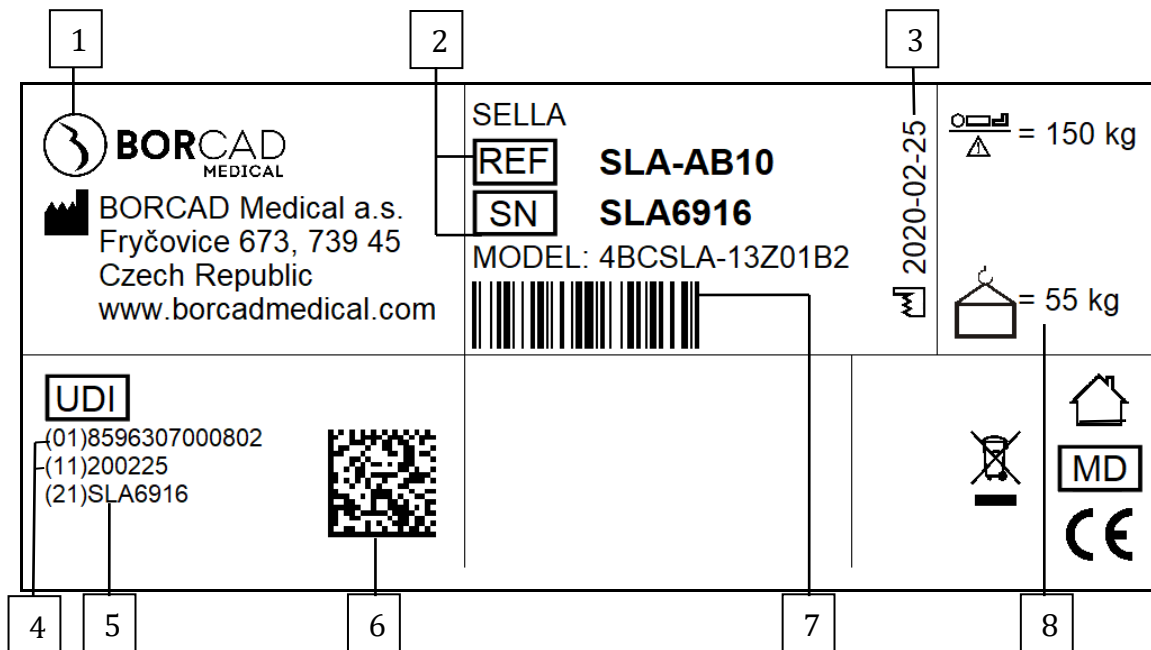 1
2
3
BORCAD
MEDICAL
BORCAD Medical a.s.
Fryčovice 673, 739 45
Czech Republic
www.borcadmedical.com
SELLA
REF SLA-AB10
SN SLA6916
MODEL: 4BCSLA-13Z01B2
2020-02-25
= 150 kg
= 55 kg
UDI
(01)8596307000802
(11)200225
(21)SLA6916
MD
CE
4
5
6
7
8